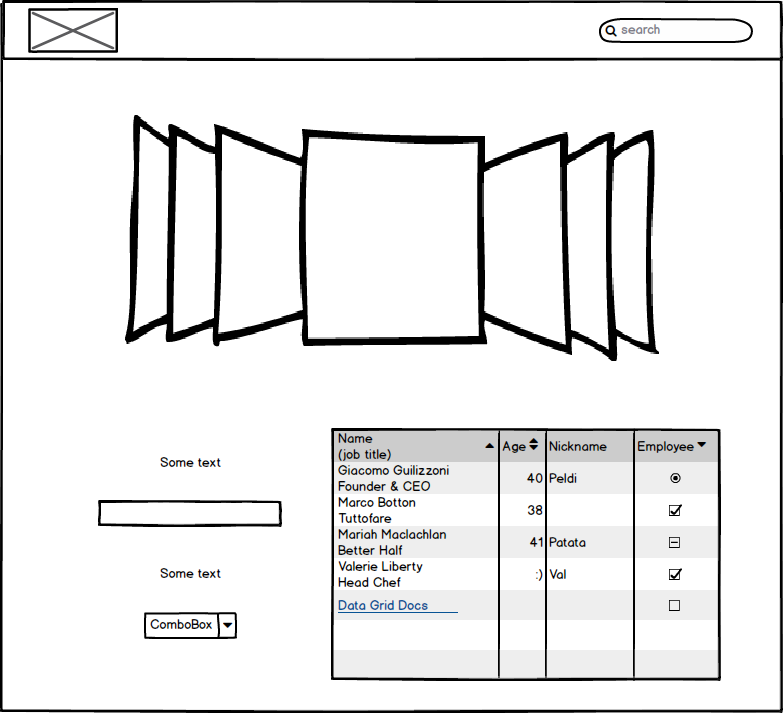 search
Some text
Some text
ComboBox
Name
(job title)
Age
Nickname
Employee
Giacomo Guilizzoni
Founder & CEO
40
Peldi
Marco Botton
Tuttofare
38
Mariah Maclachlan
Better Half
41
Patata
Valerie Liberty
Head Chef
:)
Val
Data Grid Docs